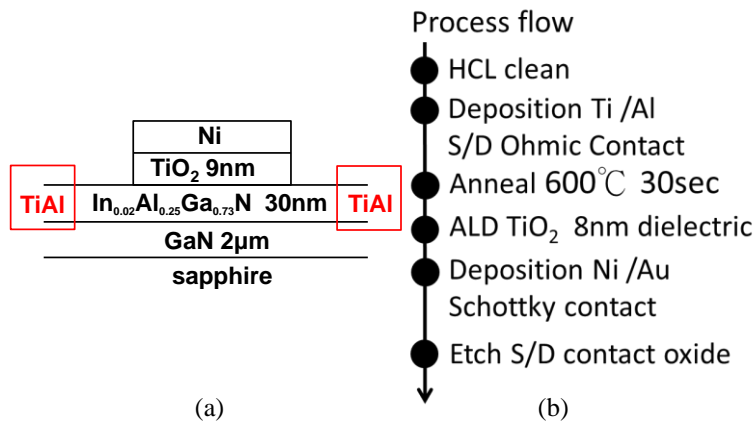 Ni
TiO₂ 9nm
TiAl
In₀.₀₂Al₀.₂₅Ga₀.₇₃N 30nm
TiAl
GaN 2μm
sapphire
(a)
Process flow
HCL clean
Deposition Ti /Al
S/D Ohmic Contact
Anneal 600℃ 30sec
ALD TiO₂ 8nm dielectric
Deposition Ni /Au
Schottky contact
Etch S/D contact oxide
(b)